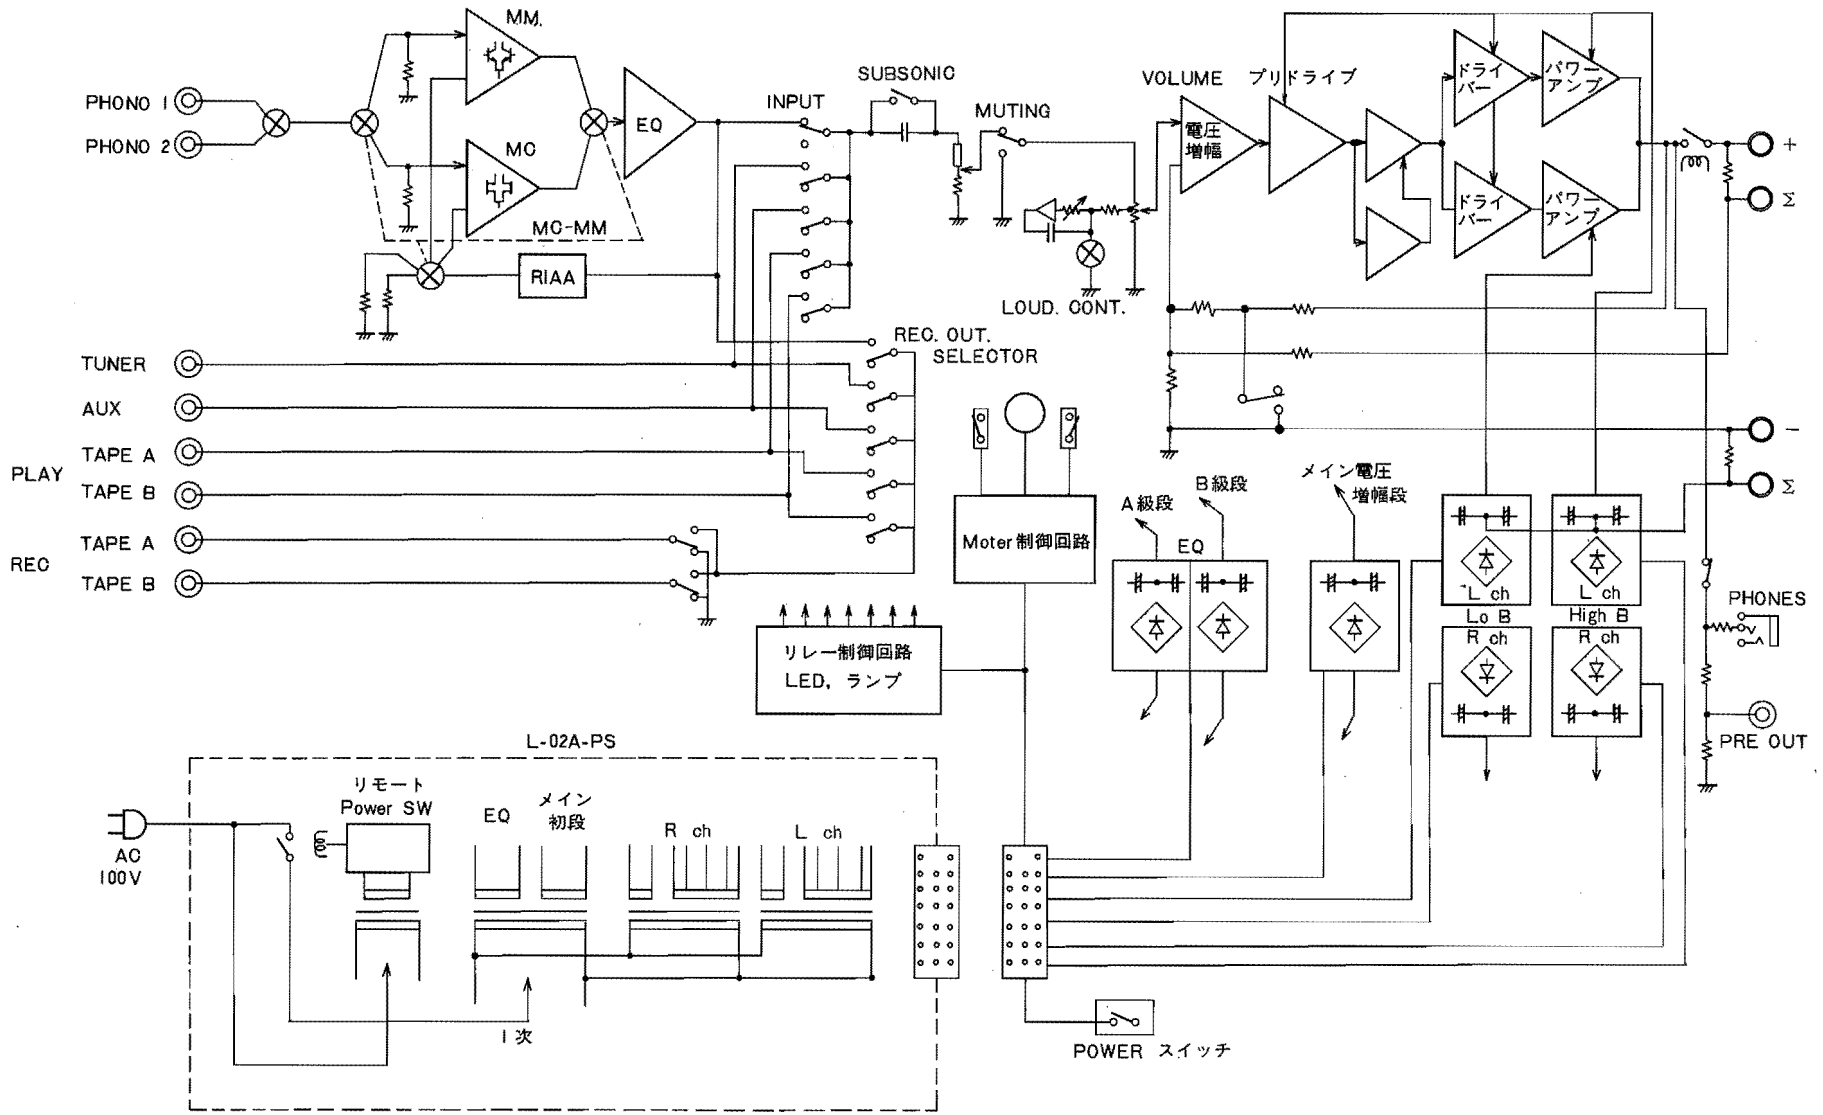 MM.
PHONO 1
PHONO 2
MC
EQ
MC-MM
RIAA
INPUT
SUBSONIC
MUTING
LOUD. CONT.
VOLUME
プリドライブ
電圧
増幅
ドライ
バー
パワー
アンプ
ドライ
バー
パワー
アンプ
+
Σ
-
Σ
REC. OUT.
SELECTOR
TUNER
AUX
PLAY
TAPE A
TAPE B
REC
TAPE A
TAPE B
Moter制御回路
リレー制御回路
LED, ランプ
A級段
B級段
EQ
メイン電圧
増幅段
L ch
Lo B
R ch
L ch
High B
R ch
PHONES
PRE OUT
L-02A-PS
AC
100V
リモート
Power SW
EQ
メイン
初段
R ch
L ch
1次
POWER スイッチ